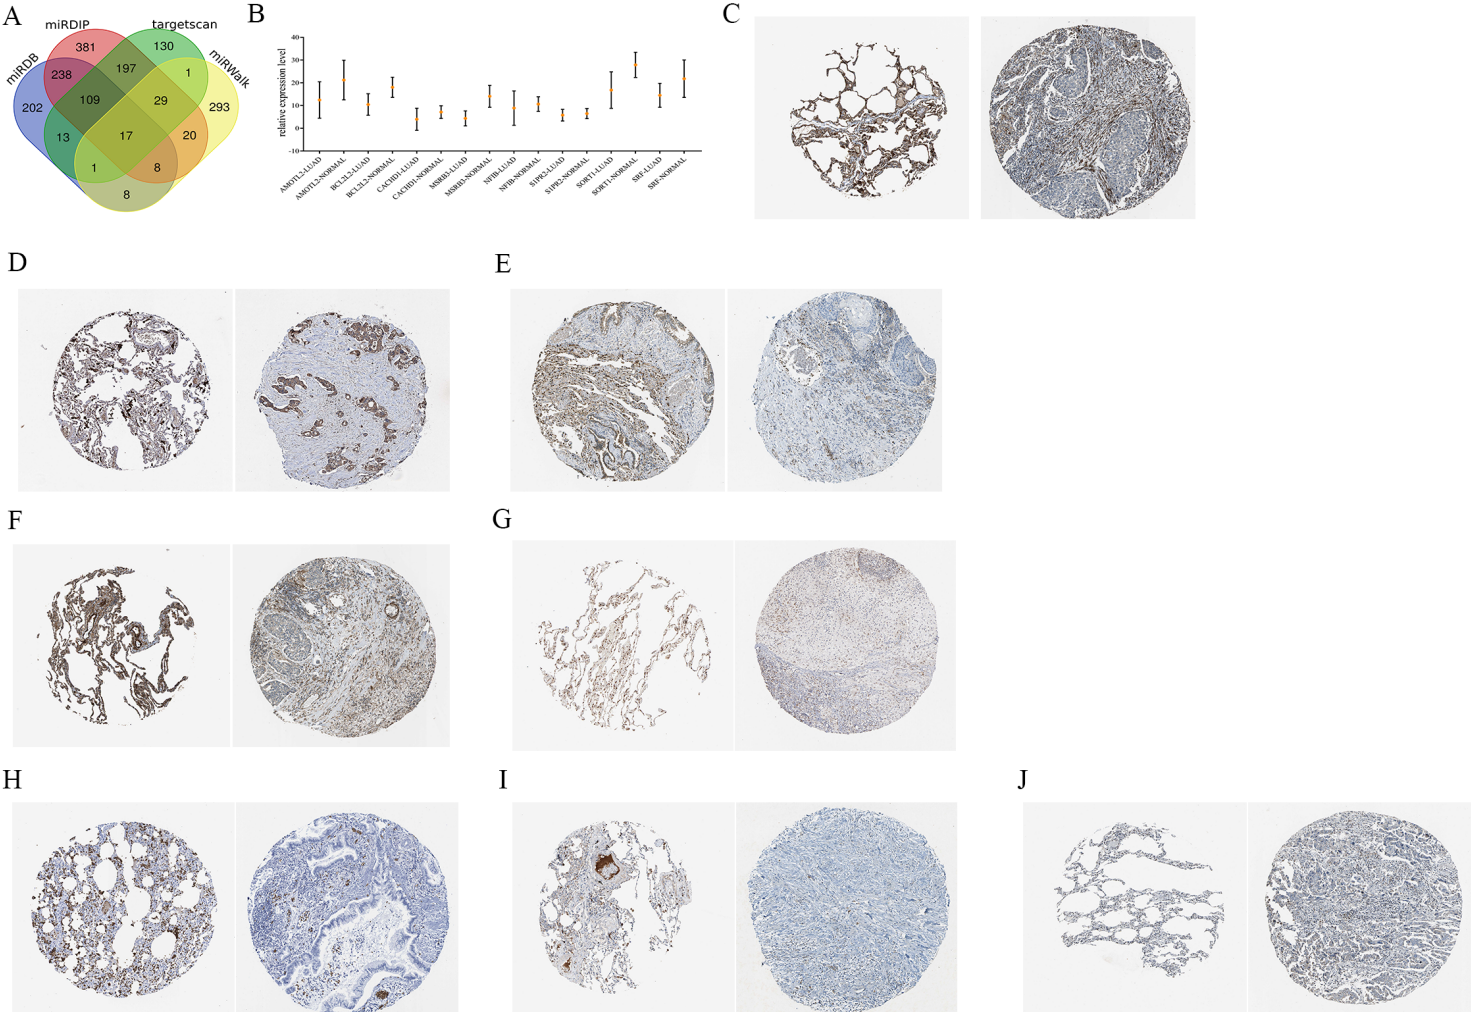 A
miRDIP
targetscan
miRDB
miRWalk
381
130
238
197
1
202
109
29
293
13
17
20
1
8
8
B
relative expression level
40
30
20
10
0
-10
AMOTL2-LUAD
AMOTL2-NORMAL
BCL2L2-LUAD
BCL2L2-NORMAL
CACHD1-LUAD
CACHD1-NORMAL
MSRB3-LUAD
MSRB3-NORMAL
NFIB-LUAD
NFIB-NORMAL
S1PR2-LUAD
S1PR2-NORMAL
SORT1-LUAD
SORT1-NORMAL
SRF-LUAD
SRF-NORMAL
C
D
E
F
G
H
I
J